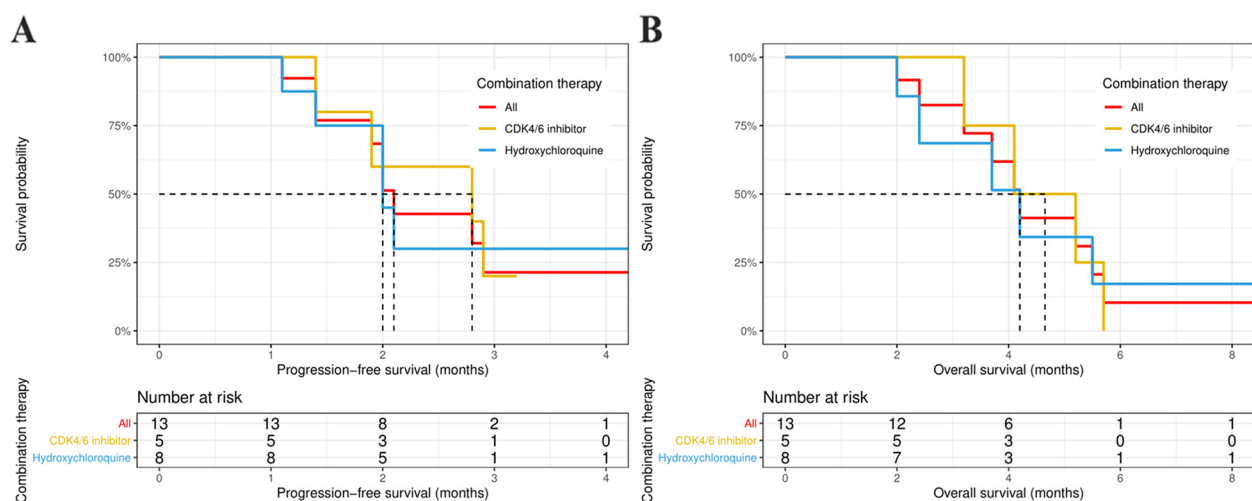 A
Survival probability
100%
75%
50%
25%
0%
Combination therapy
All
CDK4/6 inhibitor
Hydroxychloroquine
0 1 2 3 4
Progression−free survival (months)
Combination therapy
Number at risk
All 13 13 8 2 1
CDK4/6 inhibitor 5 5 3 1 0
Hydroxychloroquine 8 8 5 1 1
0 1 2 3 4
Progression−free survival (months)
B
Survival probability
100%
75%
50%
25%
0%
Combination therapy
All
CDK4/6 inhibitor
Hydroxychloroquine
0 2 4 6 8
Overall survival (months)
Combination therapy
Number at risk
All 13 12 6 1 1
CDK4/6 inhibitor 5 5 3 0 0
Hydroxychloroquine 8 7 3 1 1
0 2 4 6 8
Overall survival (months)